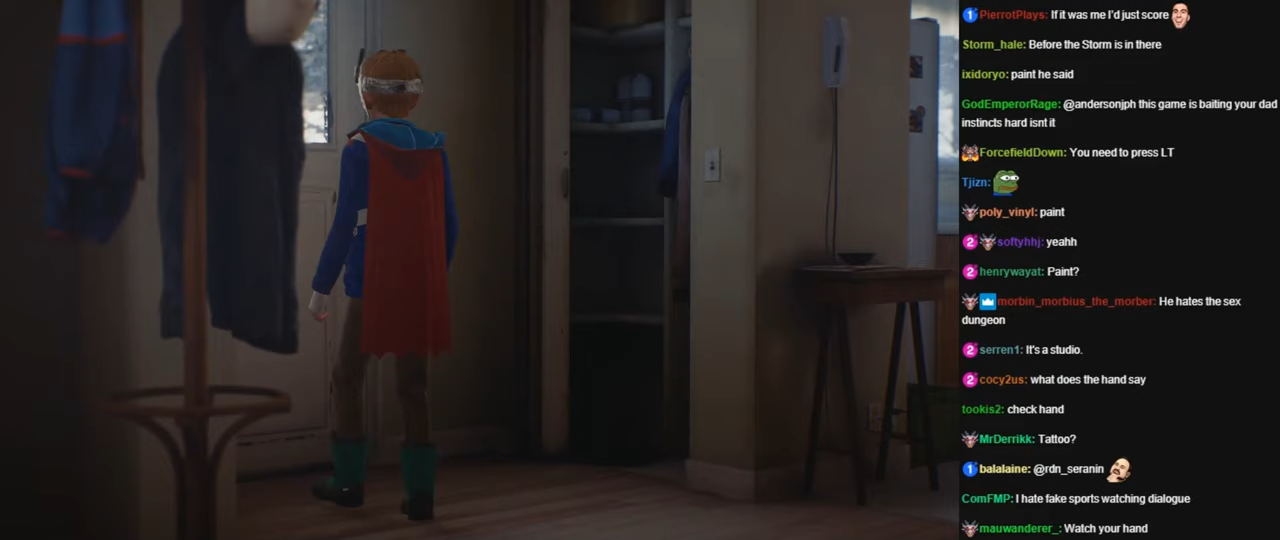 PierrotPlays: If it was me I'd just score
Storm_hale: Before the Storm is in there
ixidoryo: paint he said
GodEmperorRage: @andersonjph this game is baiting your dad
instincts hard isnt it
ForcefieldDown: You need to press LT
Tjizn:
poly_vinyl: paint
softyhhj: yeahh
henrywayat: Paint?
morbin_morbius_the_morber: He hates the sex
dungeon
serren1: It's a studio.
cocy2us: what does the hand say
tookis2: check hand
MrDerrikk: Tattoo?
balalaine: @rdn_seranin
ComFMP: I hate fake sports watching dialogue
mauwanderer_: Watch your hand